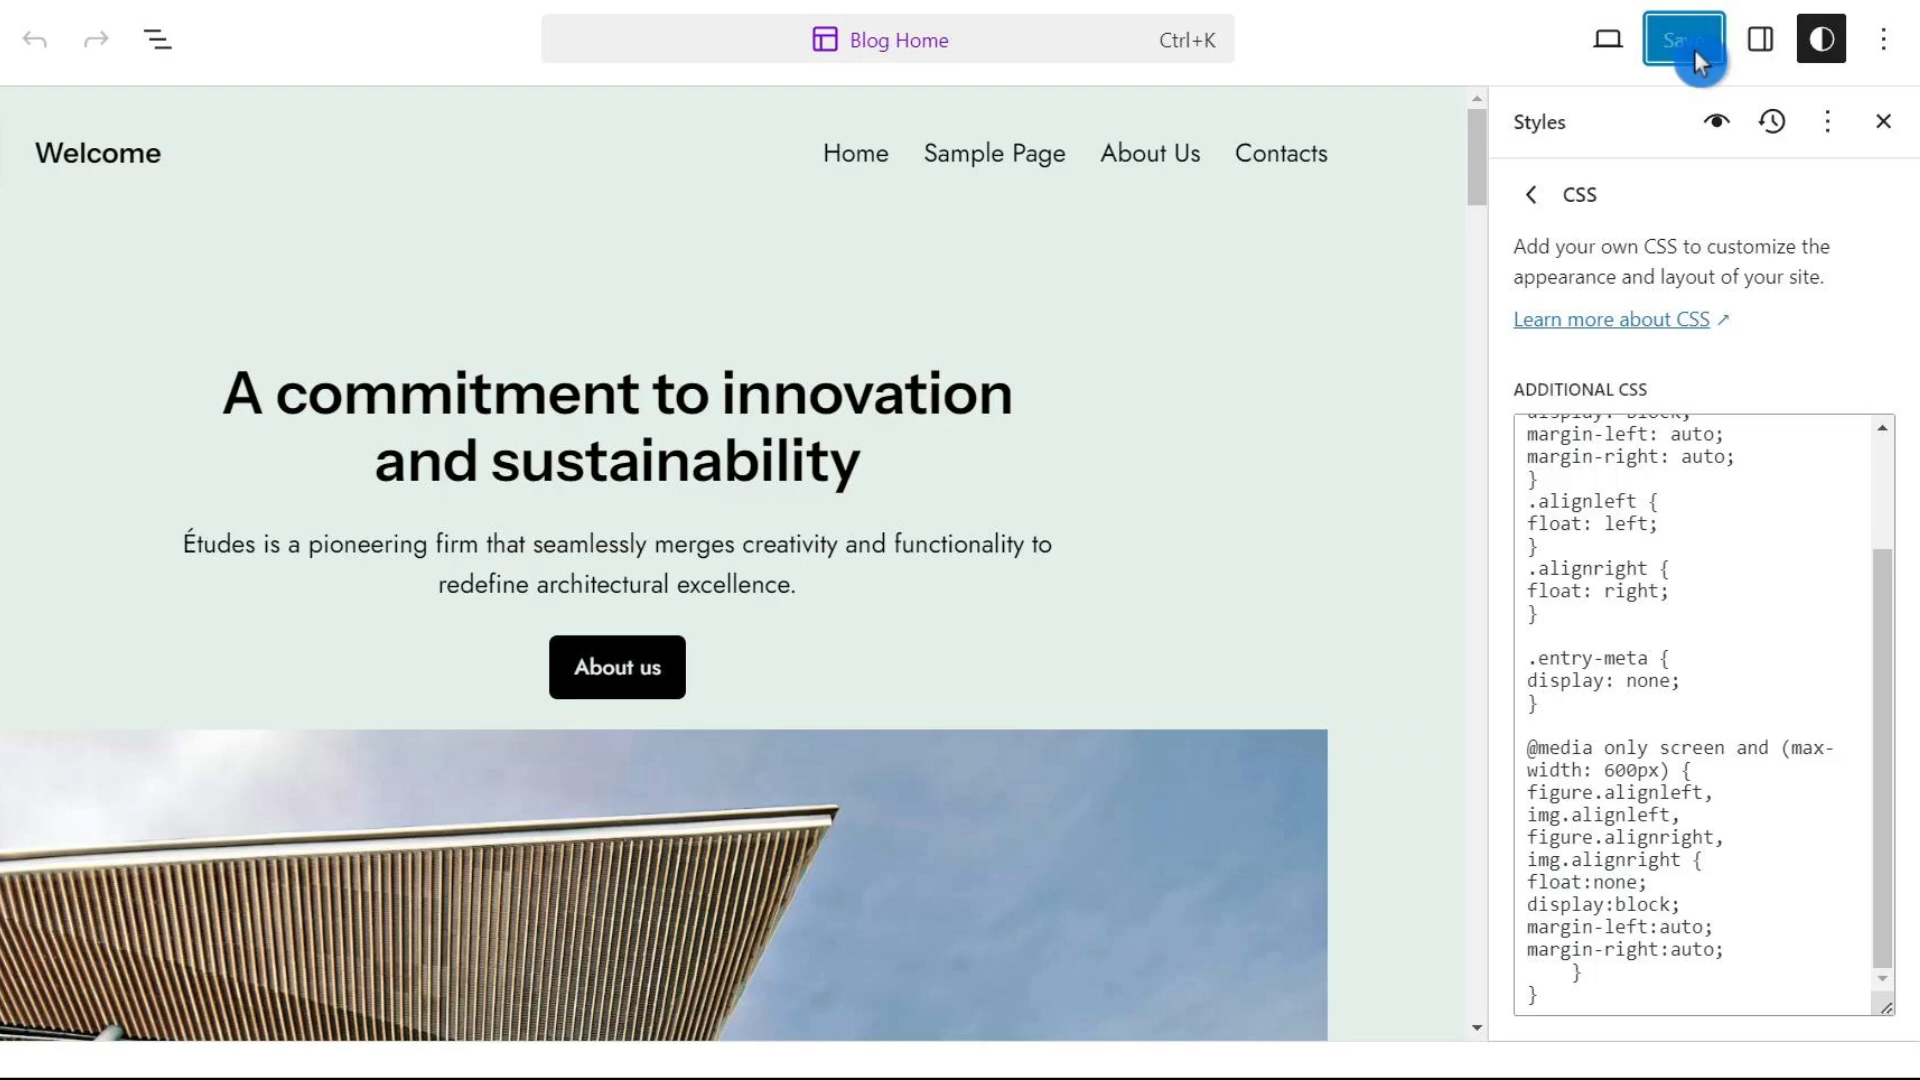 Blog Home Ctrl+K Save
Styles
Welcome Home Sample Page About Us Contacts
CSS
Add your own CSS to customize the
appearance and layout of your site.
Learn more about CSS ↗
A commitment to innovation
and sustainability
Études is a pioneering firm that seamlessly merges creativity and functionality to
redefine architectural excellence.
About us
ADDITIONAL CSS
display: block;
margin-left: auto;
margin-right: auto;
}
.alignleft {
float: left;
}
.alignright {
float: right;
}
.entry-meta {
display: none;
}
@media only screen and (max-
width: 600px) {
figure.alignleft,
img.alignleft,
figure.alignright,
img.alignright {
float:none;
display:block;
margin-left:auto;
margin-right:auto;
}
}